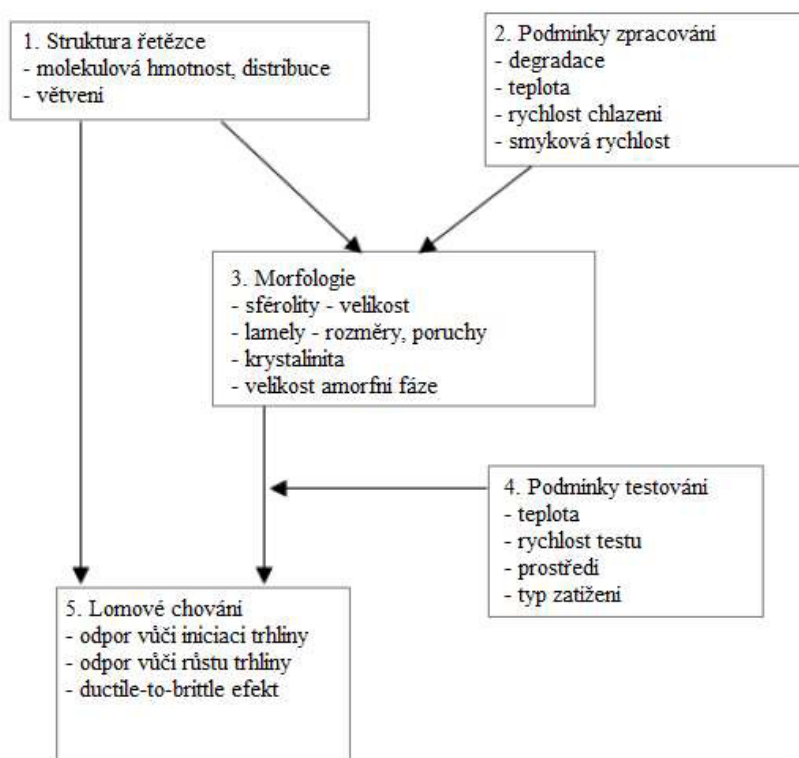 1. Struktura řetězce
- molekulová hmotnost, distribuce
- větvení
2. Podmínky zpracování
- degradace
- teplota
- rychlost chlazení
- smyková rychlost
3. Morfologie
- sférolity - velikost
- lamely - rozměry, poruchy
- krystalinita
- velikost amorfní fáze
4. Podmínky testování
- teplota
- rychlost testu
- prostředí
- typ zatížení
5. Lomové chování
- odpor vůči iniciaci trhliny
- odpor vůči růstu trhliny
- ductile-to-brittle efekt